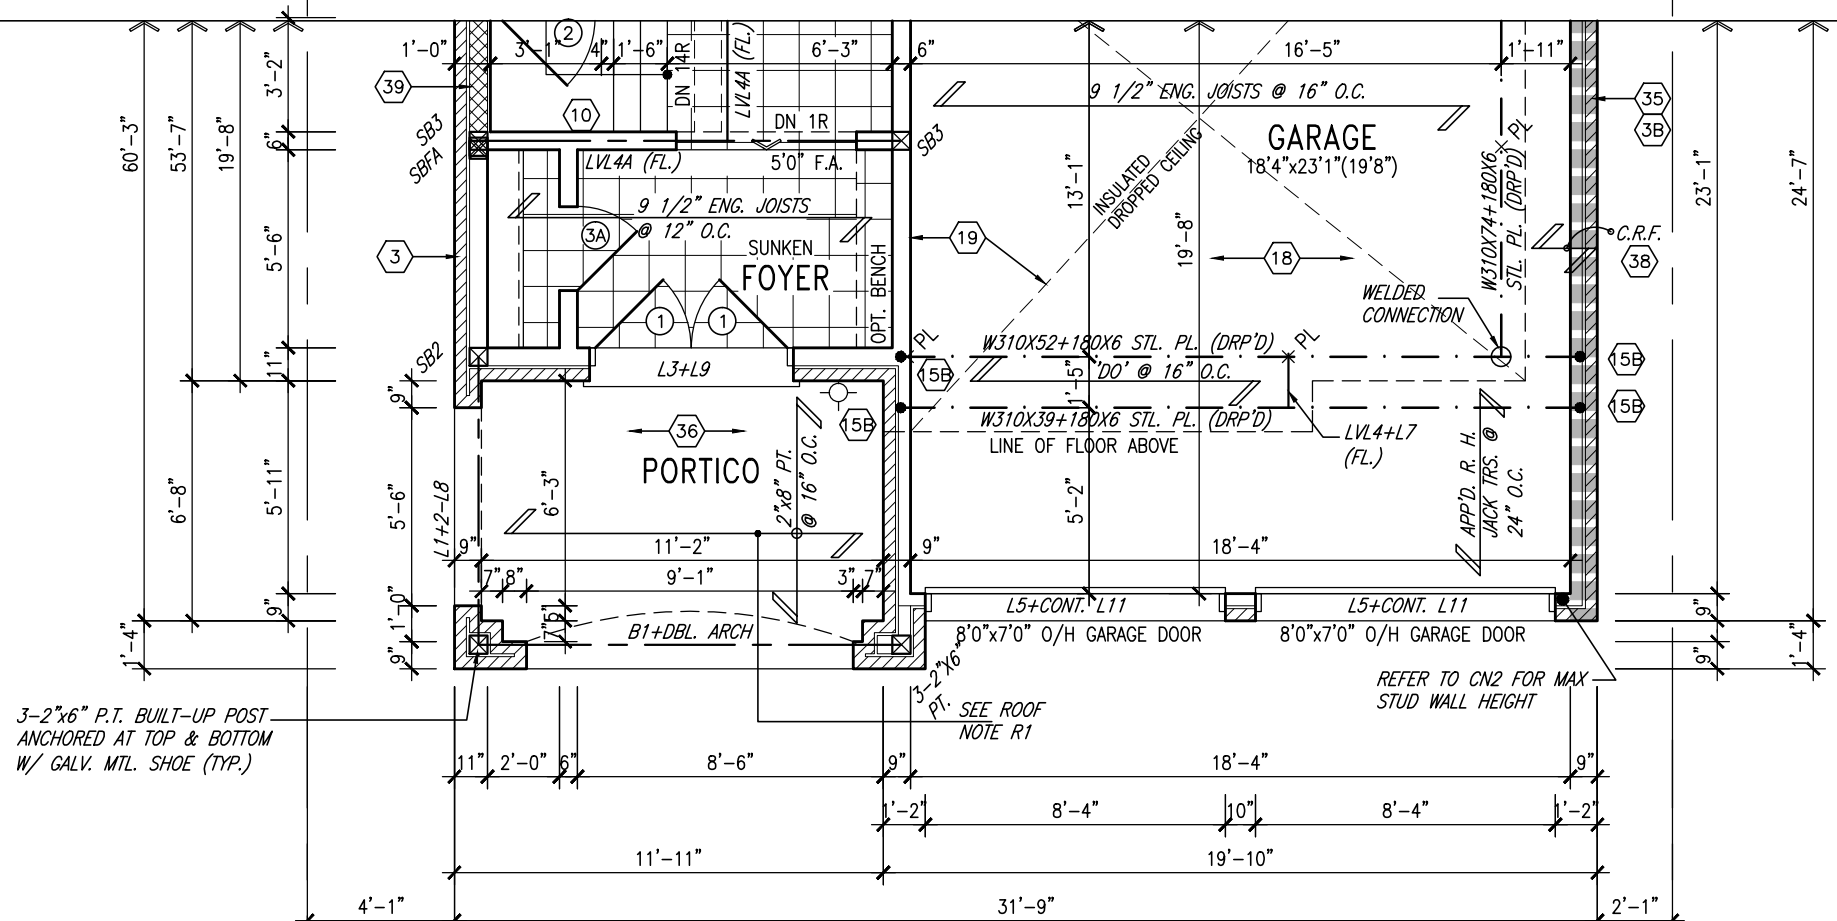 1'-0"
3'-1"
2
4"
1'-6"
6'-3"
6"
16'-5"
1'-11"
3'-2"
39
10
DN 14R
LVL4A (FL.)
9 1/2" ENG. JOISTS @ 16" O.C.
35
3B
GARAGE
18'4"x23'1"(19'8")
DN 1R
SB3
SB3
SBFA
6"
60'-3"
53'-7"
19'-8"
LVL4A (FL.)
5'0" F.A.
INSULATED
DROPPED CEILING
13'-1"
19'-8"
W310X74+180X6
STL. PL. (DRP'D)
PL
23'-1"
24'-7"
9 1/2" ENG. JOISTS
@ 12" O.C.
3A
SUNKEN
FOYER
OPT. BENCH
19
18
C.R.F.
38
3
5'-6"
WELDED
CONNECTION
1
1
SB2
11"
L3+L9
W310X52+180X6 STL. PL. (DRP'D)
PL
PL
15B
15B
'DO' @ 16" O.C.
1'-5"
W310X39+180X6 STL. PL. (DRP'D)
LINE OF FLOOR ABOVE
15B
15B
LVL4+L7
(FL.)
9"
36
PORTICO
2"x8" PT.
@ 16" O.C.
6'-8"
5'-11"
5'-6"
L1+2-L8
6'-3"
5'-2"
APP'D. R. H.
JACK TRS. @
24" O.C.
9"
11'-2"
9"
18'-4"
7"
8"
9'-1"
3"
7"
1'-4"
9"
1'-0"
9"
7"
B1+DBL. ARCH
L5+CONT. L11
L5+CONT. L11
8'0"x7'0" O/H GARAGE DOOR
8'0"x7'0" O/H GARAGE DOOR
9"
9"
1'-4"
3-2"X6"
PT.
REFER TO CN2 FOR MAX
STUD WALL HEIGHT
SEE ROOF
NOTE R1
3-2"x6" P.T. BUILT-UP POST
ANCHORED AT TOP & BOTTOM
W/ GALV. MTL. SHOE (TYP.)
11"
2'-0"
6"
8'-6"
9"
18'-4"
9"
1'-2"
8'-4"
10"
8'-4"
1'-2"
11'-11"
19'-10"
4'-1"
31'-9"
2'-1"